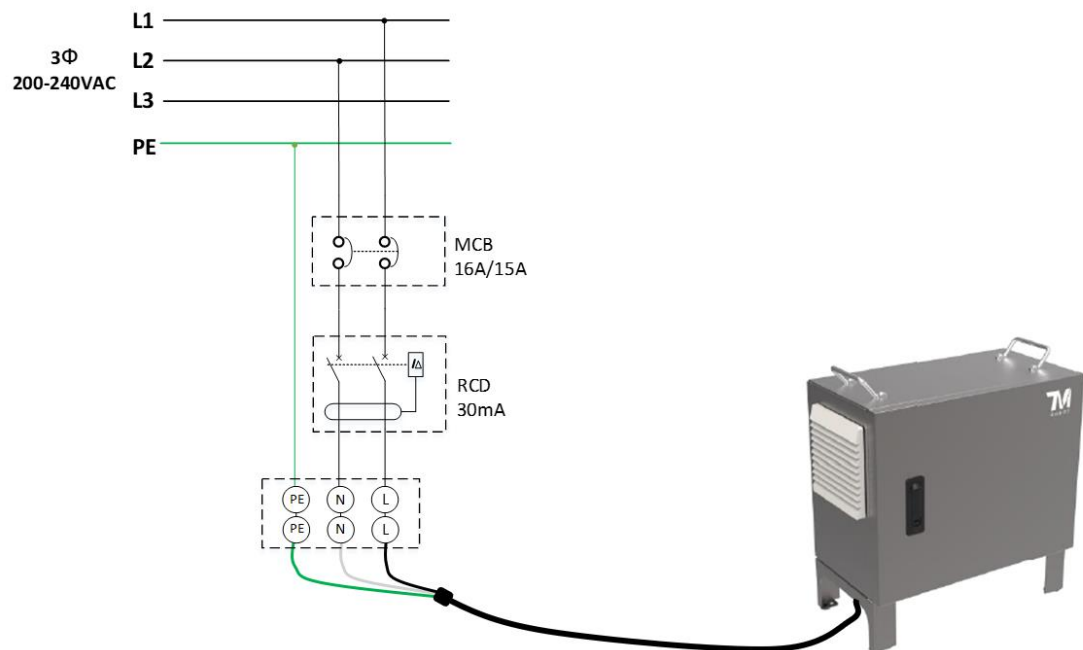 L1
3Φ
200-240VAC
L2
L3
PE
MCB
16A/15A
RCD
30mA
PE
N
L
PE
N
L
TM